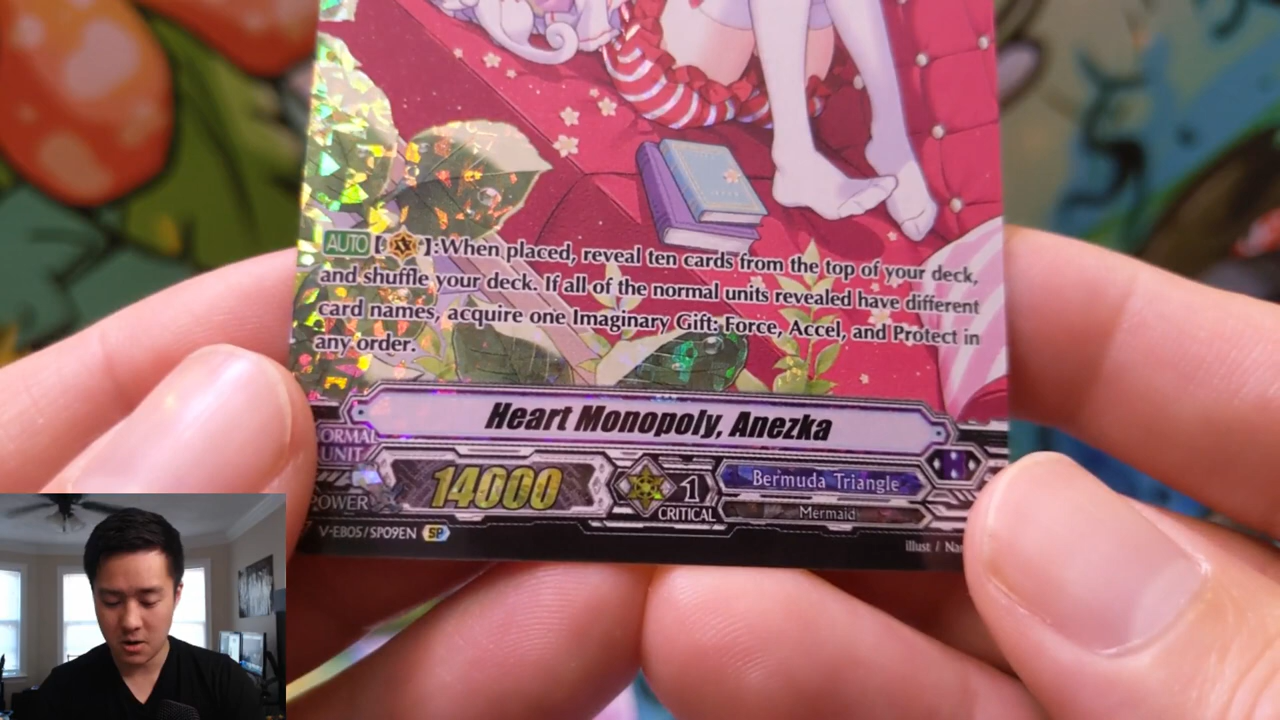 AUTO【 】:When placed, reveal ten cards from the top of your deck,
and shuffle your deck. If all of the normal units revealed have different
card names, acquire one Imaginary Gift: Force, Accel, and Protect in
any order.
Heart Monopoly, Anezka
NORMAL
UNIT
POWER
14000
1
CRITICAL
Bermuda Triangle
Mermaid
V-EB05/SP09EN SP
illust / Na